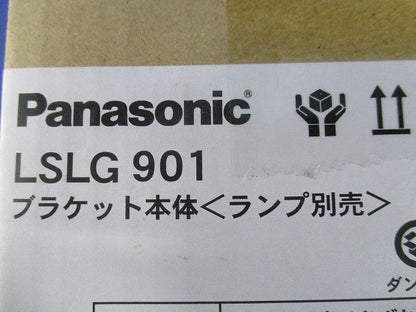 Panasonic®
LSLG 901
ブラケット本体＜ランプ別売＞
ダン